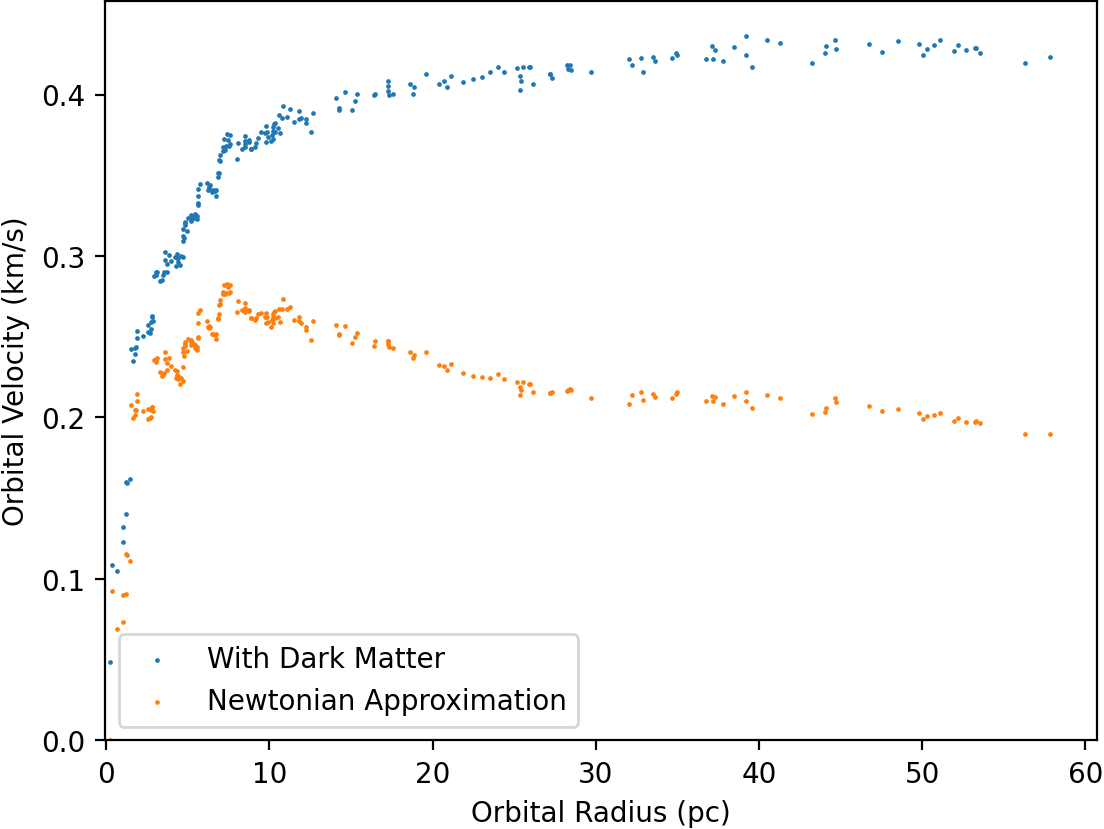 0.4
0.3
0.2
0.1
0.0
Orbital Velocity (km/s)
With Dark Matter
Newtonian Approximation
0 10 20 30 40 50 60
Orbital Radius (pc)